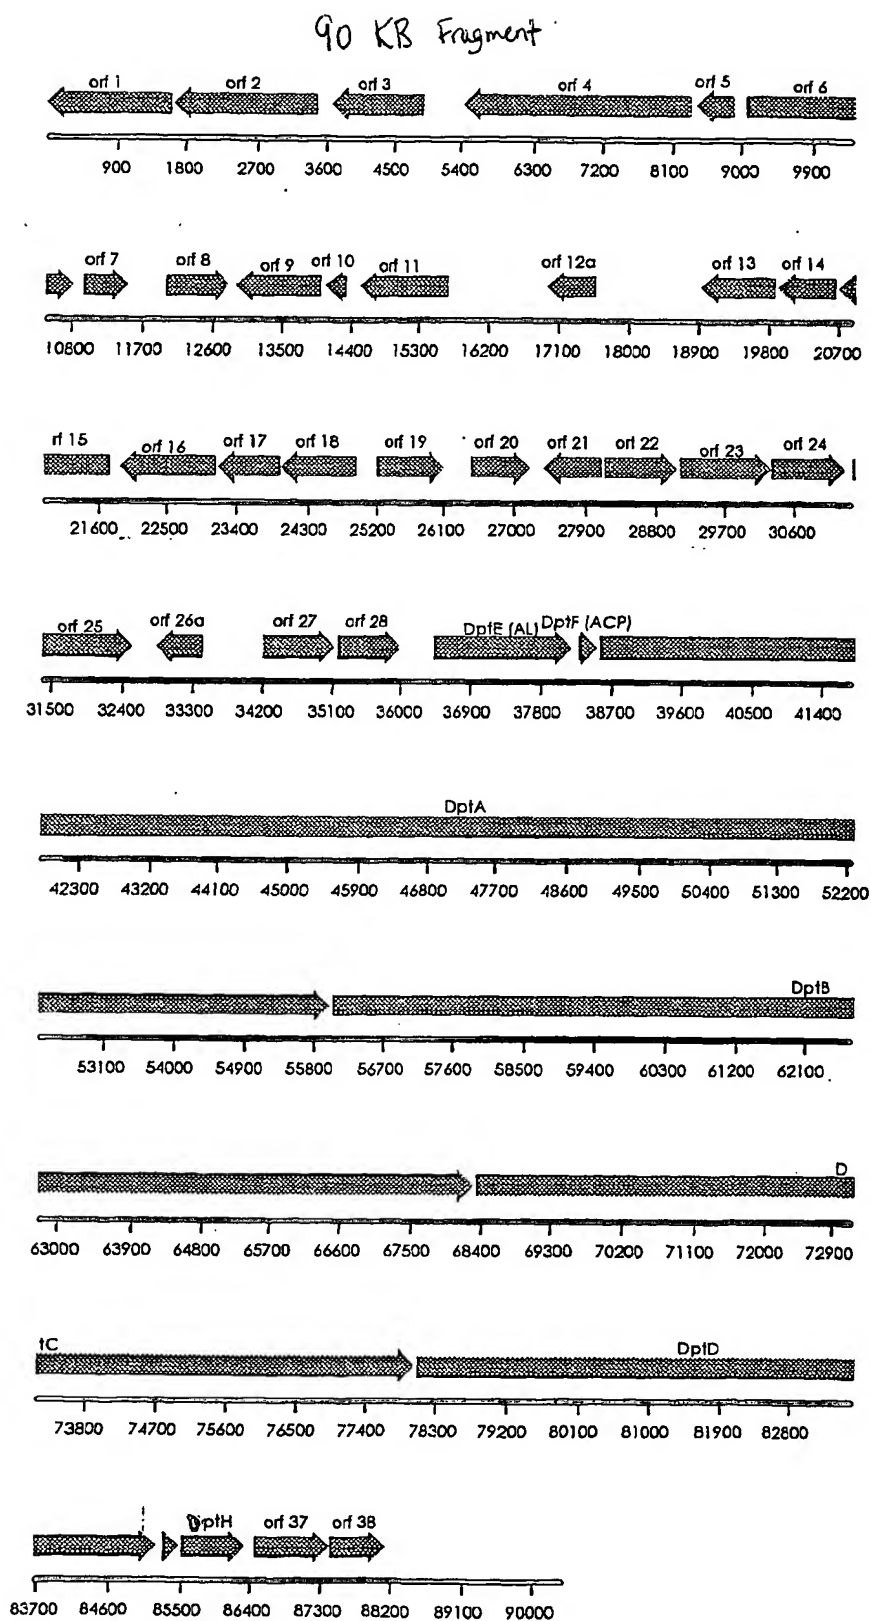 90 KB Fragment
orf 1 orf 2 orf 3 orf 4 orf 5 orf 6
900 1800 2700 3600 4500 5400 6300 7200 8100 9000 9900
orf 7 orf 8 orf 9 orf 10 orf 11 orf 12a orf 13 orf 14
10800 11700 12600 13500 14400 15300 16200 17100 18000 18900 19800 20700
rf 15 orf 16 orf 17 orf 18 orf 19 orf 20 orf 21 orf 22 orf 23 orf 24
21600 22500 23400 24300 25200 26100 27000 27900 28800 29700 30600
orf 25 orf 26a orf 27 orf 28 DptE (AL) DptF (ACP)
31500 32400 33300 34200 35100 36000 36900 37800 38700 39600 40500 41400
DptA
42300 43200 44100 45000 45900 46800 47700 48600 49500 50400 51300 52200
DptB
53100 54000 54900 55800 56700 57600 58500 59400 60300 61200 62100
D
63000 63900 64800 65700 66600 67500 68400 69300 70200 71100 72000 72900
tC DptD
73800 74700 75600 76500 77400 78300 79200 80100 81000 81900 82800
DptH orf 37 orf 38
83700 84600 85500 86400 87300 88200 89100 90000